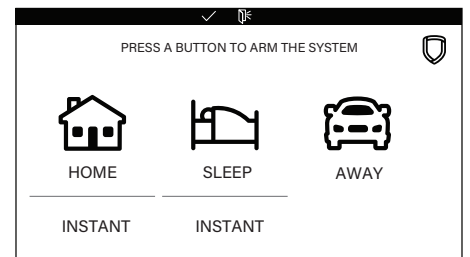 PRESS A BUTTON TO ARM THE SYSTEM
HOME SLEEP AWAY
INSTANT INSTANT